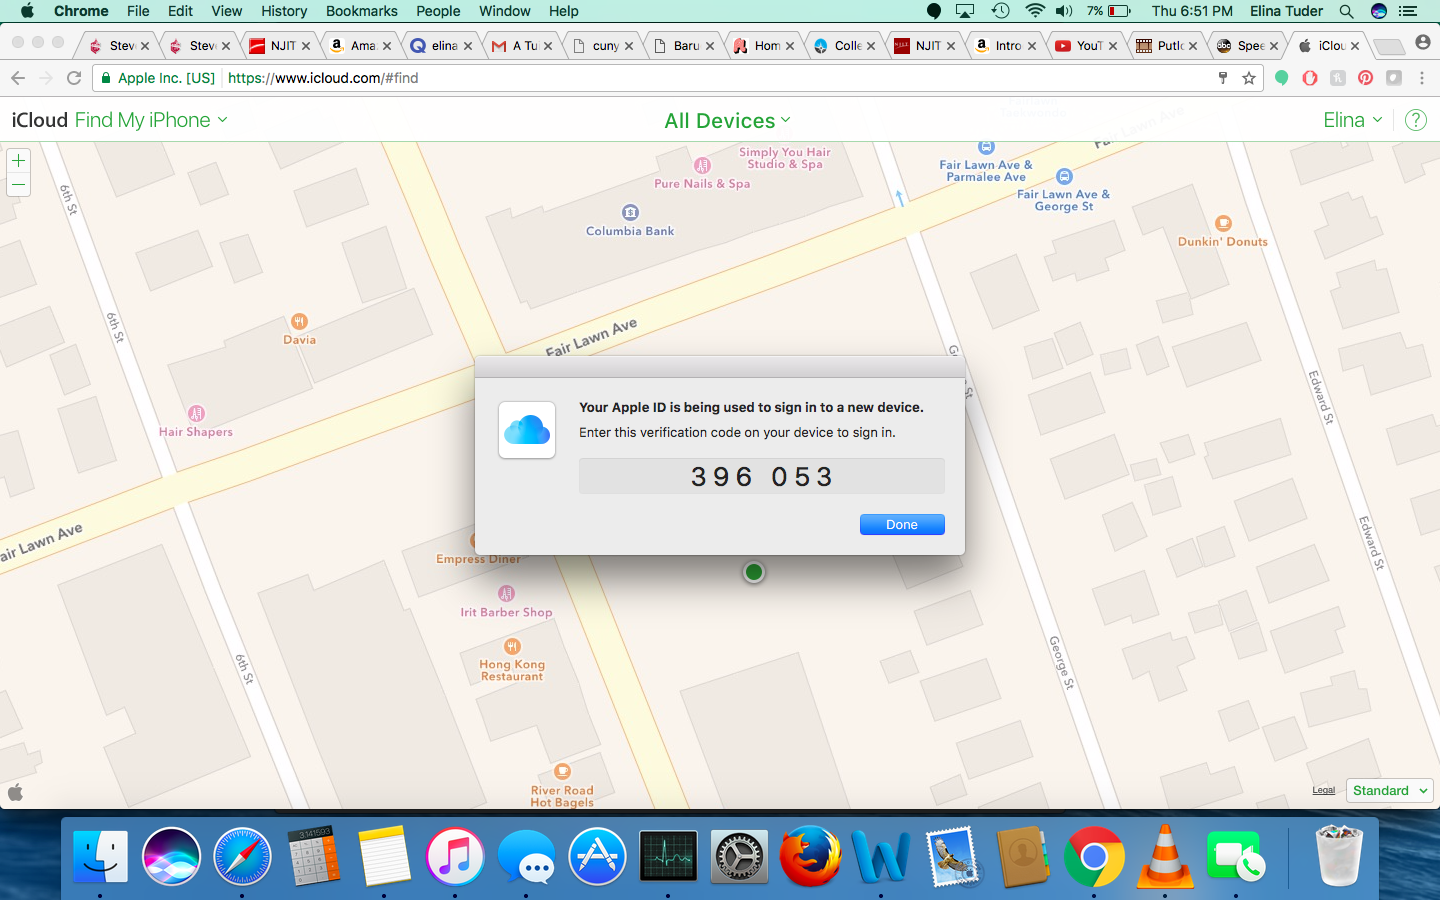 Chrome File Edit View History Bookmarks People Window Help 7% Thu 6:51 PM Elina Tuder
Steve Steve NJIT Ama elina A Tu cuny Baru Hom Colle NJIT Intro YouT Putlo Spee iClou
Apple Inc. [US] https://www.icloud.com/#find
iCloud Find My iPhone All Devices Elina ?
+
−
Fair Lawn Ave
Simply You Hair
Studio & Spa
Pure Nails & Spa
Fair Lawn Ave &
Parmalee Ave
Fair Lawn Ave &
George St
6th St
Columbia Bank
Dunkin' Donuts
6th St
Davia
Fair Lawn Ave
Hair Shapers
Edward St
Your Apple ID is being used to sign in to a new device.
Enter this verification code on your device to sign in.
396 053
Done
Fair Lawn Ave
Edward St
Empress Diner
Irit Barber Shop
Hong Kong
Restaurant
6th St
George St
River Road
Hot Bagels
Legal Standard
3.141593
W